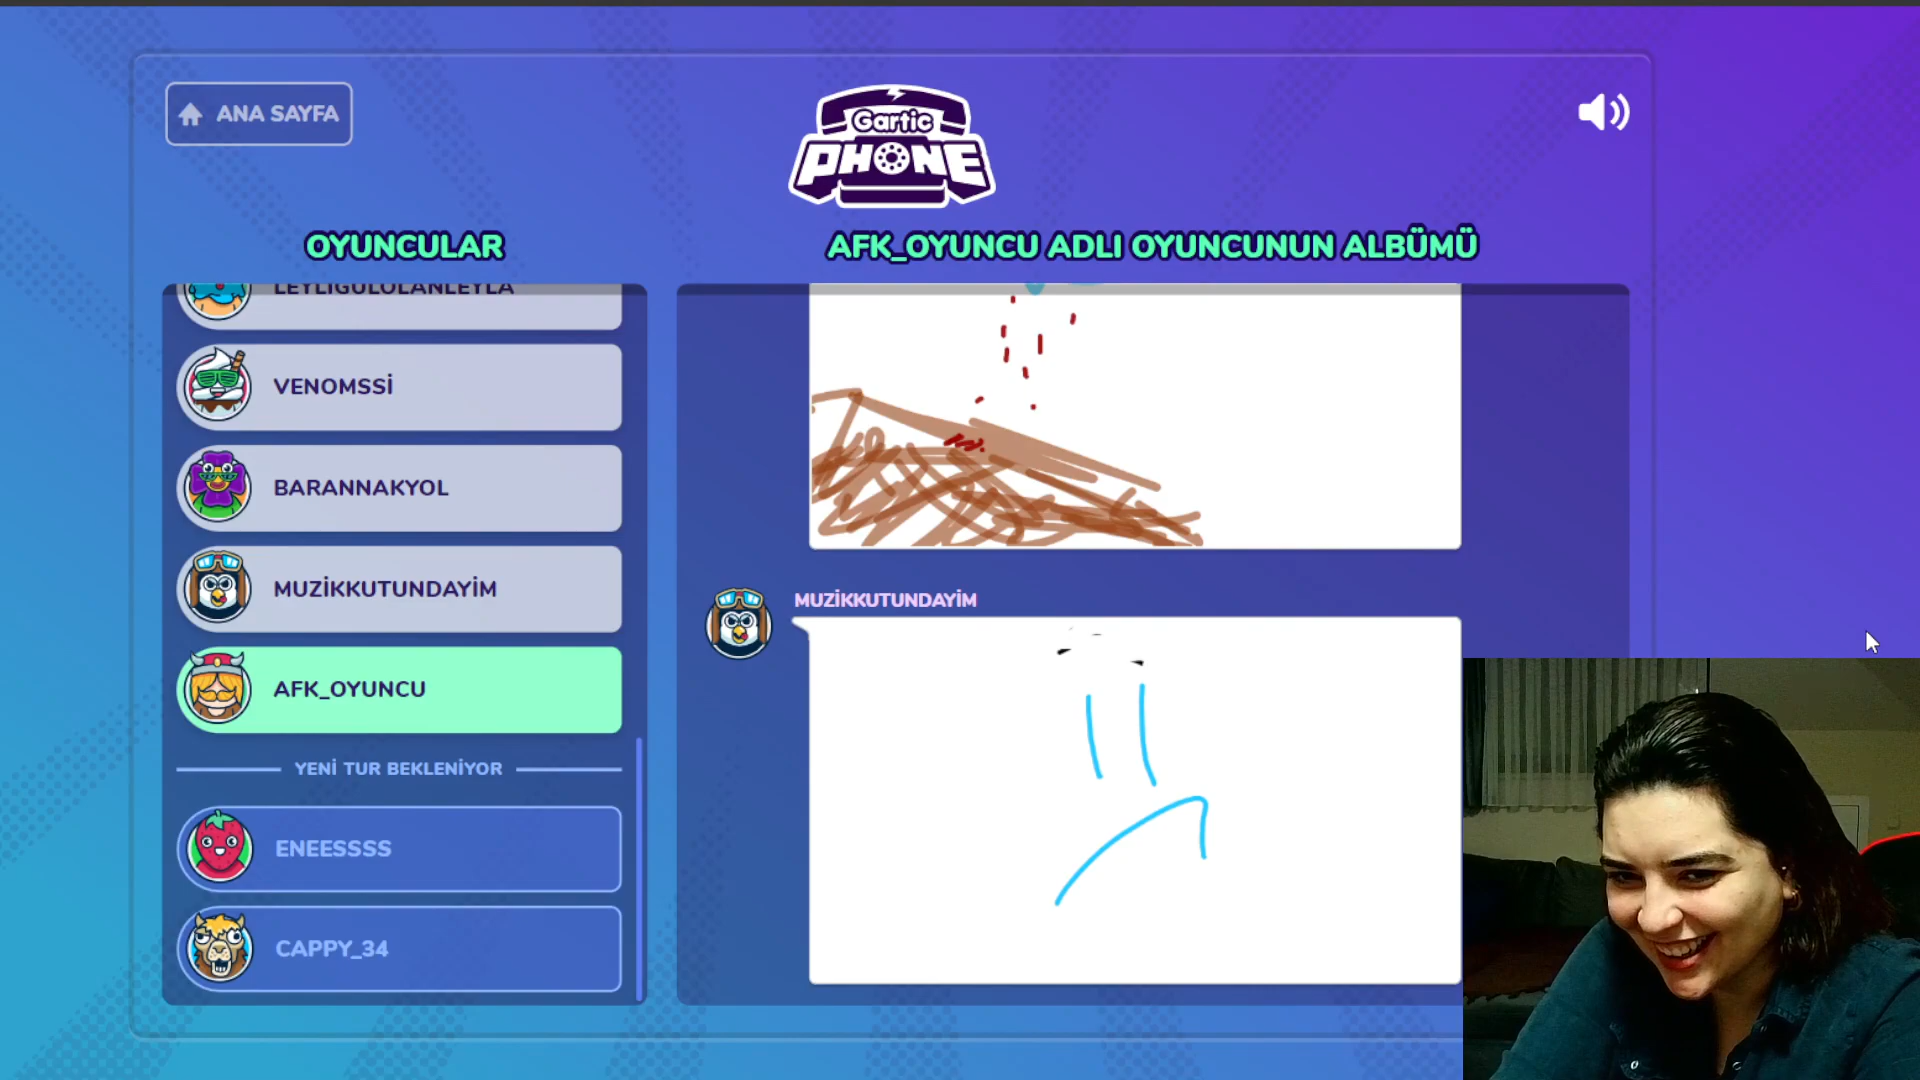 ANA SAYFA
Gartic
PHONE
OYUNCULAR
AFK_OYUNCU ADLI OYUNCUNUN ALBÜMÜ
LEYLIGULOLANLEYLA
VENOMSSİ
BARANNAKYOL
MUZİKKUTUNDAYİM
AFK_OYUNCU
YENİ TUR BEKLENİYOR
ENEESSSS
CAPPY_34
MUZİKKUTUNDAYİM